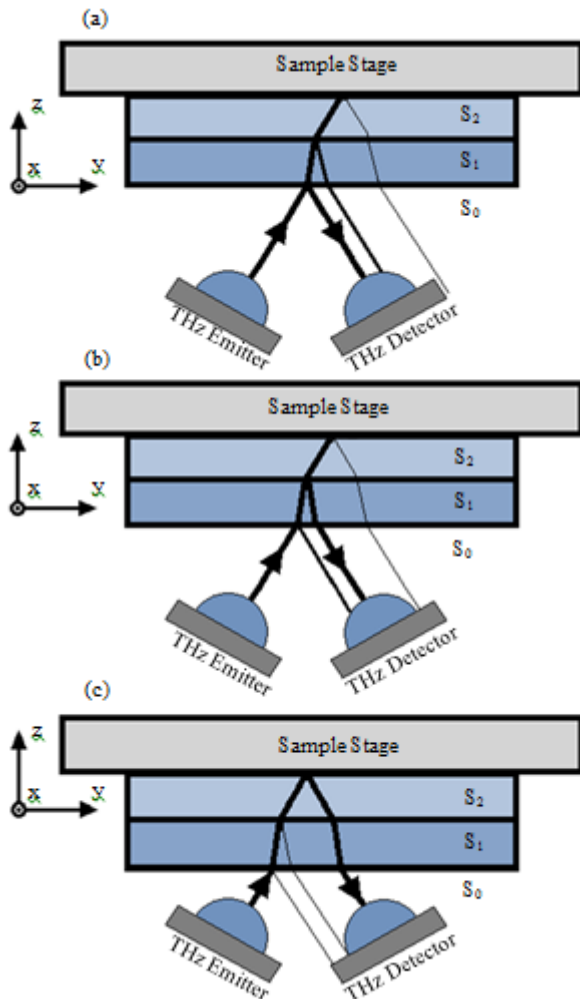 (a)
Sample Stage
z
S2
S1
x
y
S0
THz Emitter
THz Detector
(b)
Sample Stage
z
S2
S1
x
y
S0
THz Emitter
THz Detector
(c)
Sample Stage
z
x
y
S2
S1
S0
THz Emitter
THz Detector